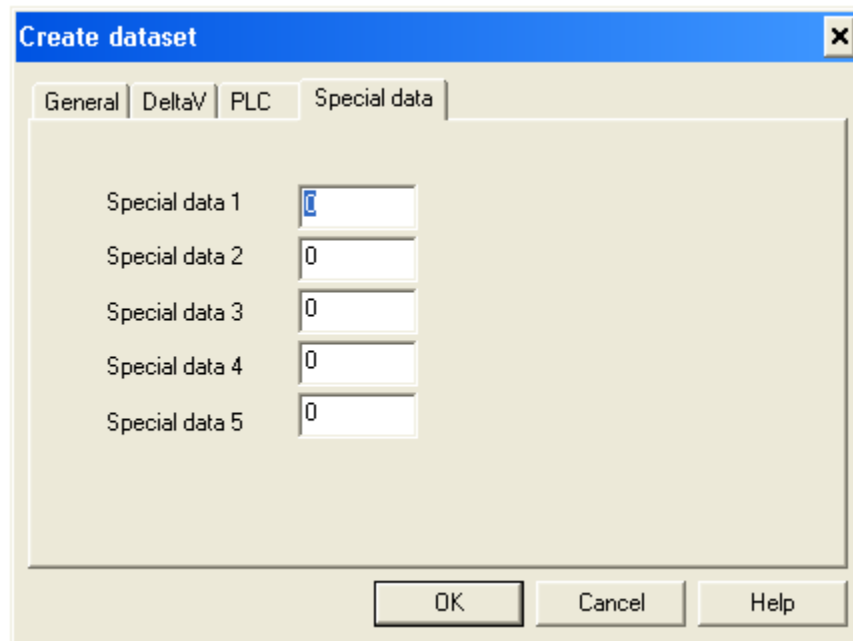 Create dataset
General DeltaV PLC Special data
Special data 1 0
Special data 2 0
Special data 3 0
Special data 4 0
Special data 5 0
OK Cancel Help